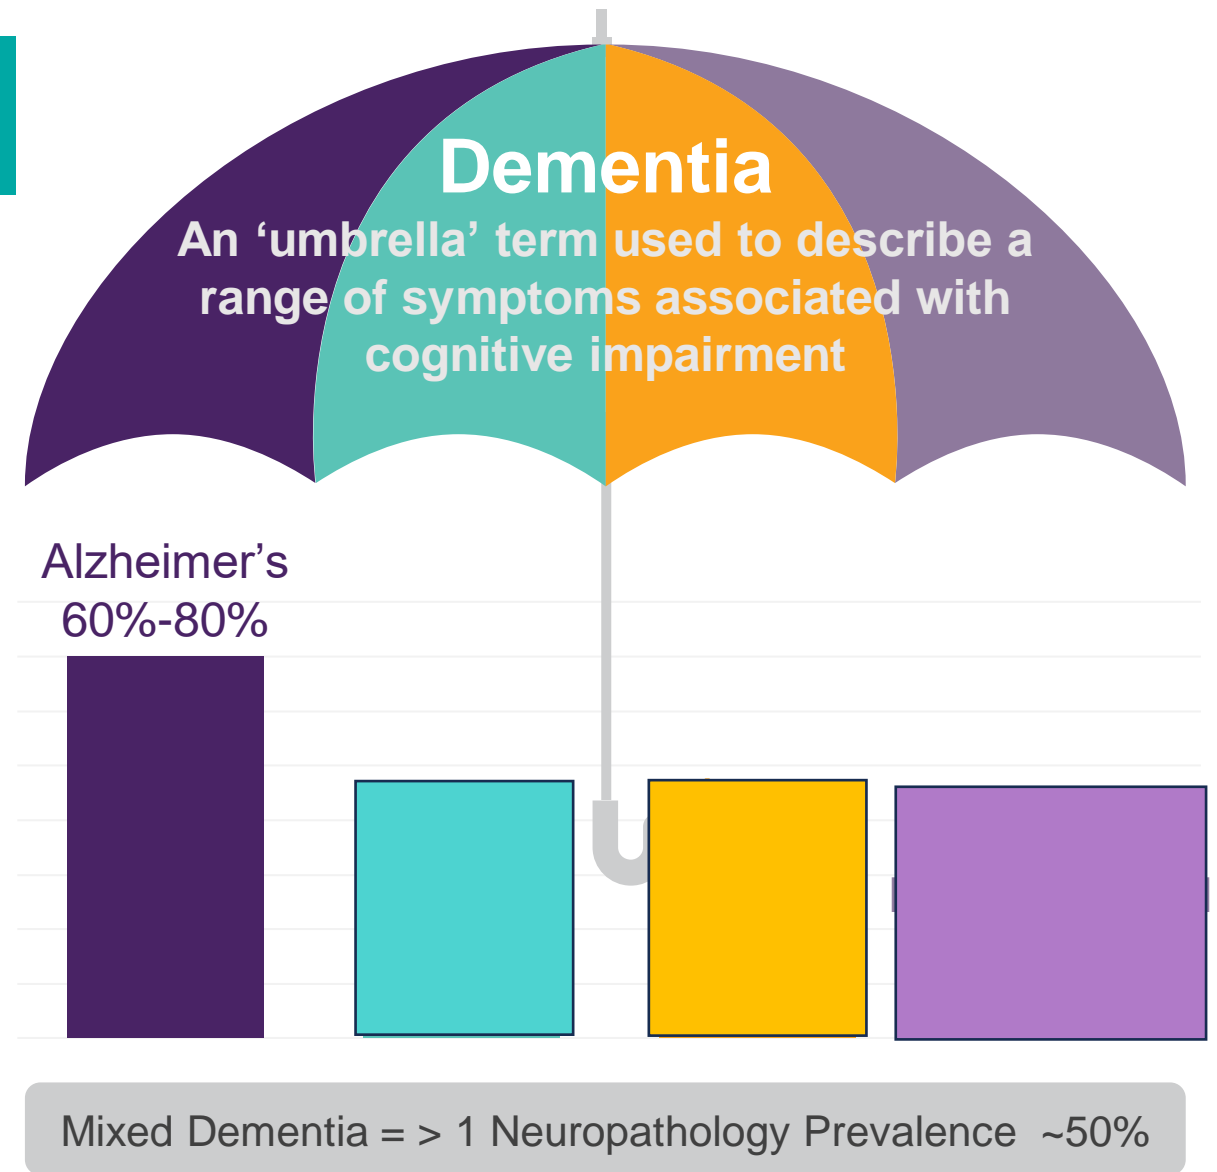 Dementia
An ‘umbrella’ term used to describe a
range of symptoms associated with
cognitive impairment
Alzheimer’s
60%-80%
Mixed Dementia = > 1 Neuropathology Prevalence ~50%